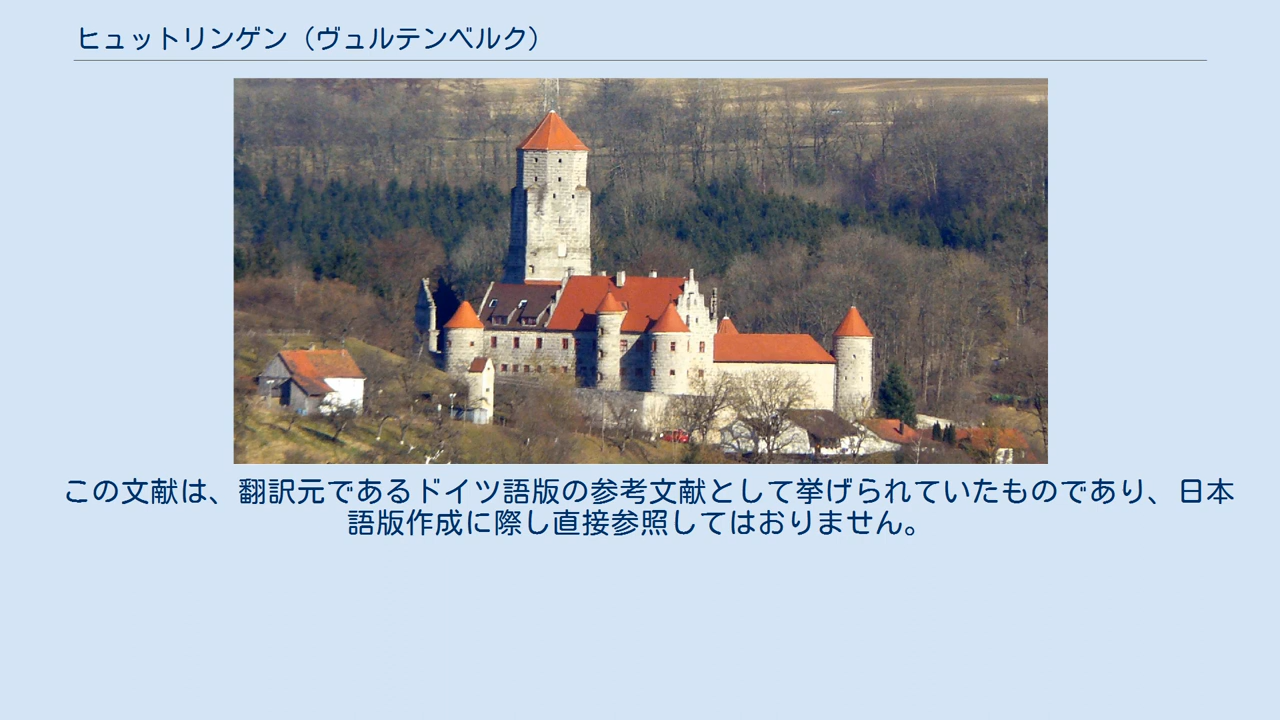 ヒュットリンゲン（ヴュルテンベルク）
この文献は、翻訳元であるドイツ語版の参考文献として挙げられていたものであり、日本
語版作成に際し直接参照してはおりません。